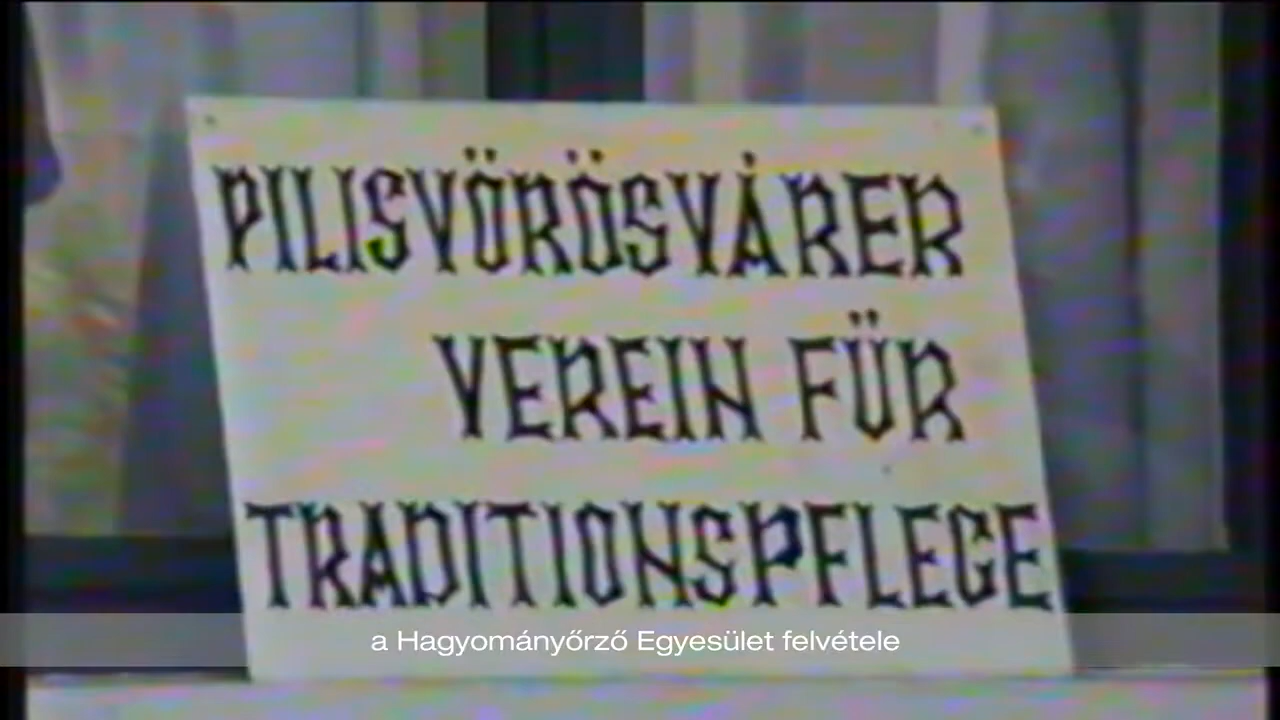 PILISVÖRÖSVÁRER
VEREIN FÜR
TRADITIONSPFLEGE
a Hagyományőrző Egyesület felvétele